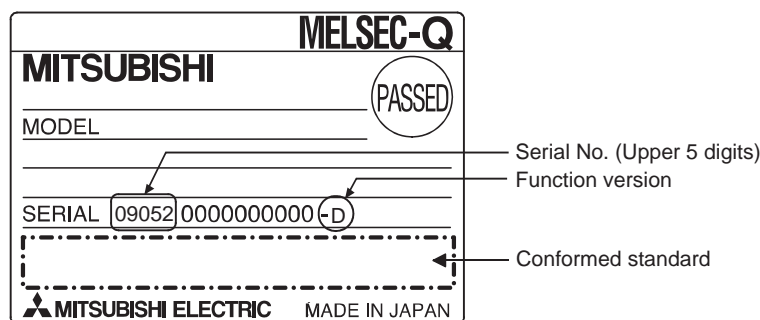 MELSEC-Q
MITSUBISHI
PASSED
MODEL
Serial No. (Upper 5 digits)
Function version
SERIAL 09052 0000000000 -D
Conformed standard
MITSUBISHI ELECTRIC MADE IN JAPAN